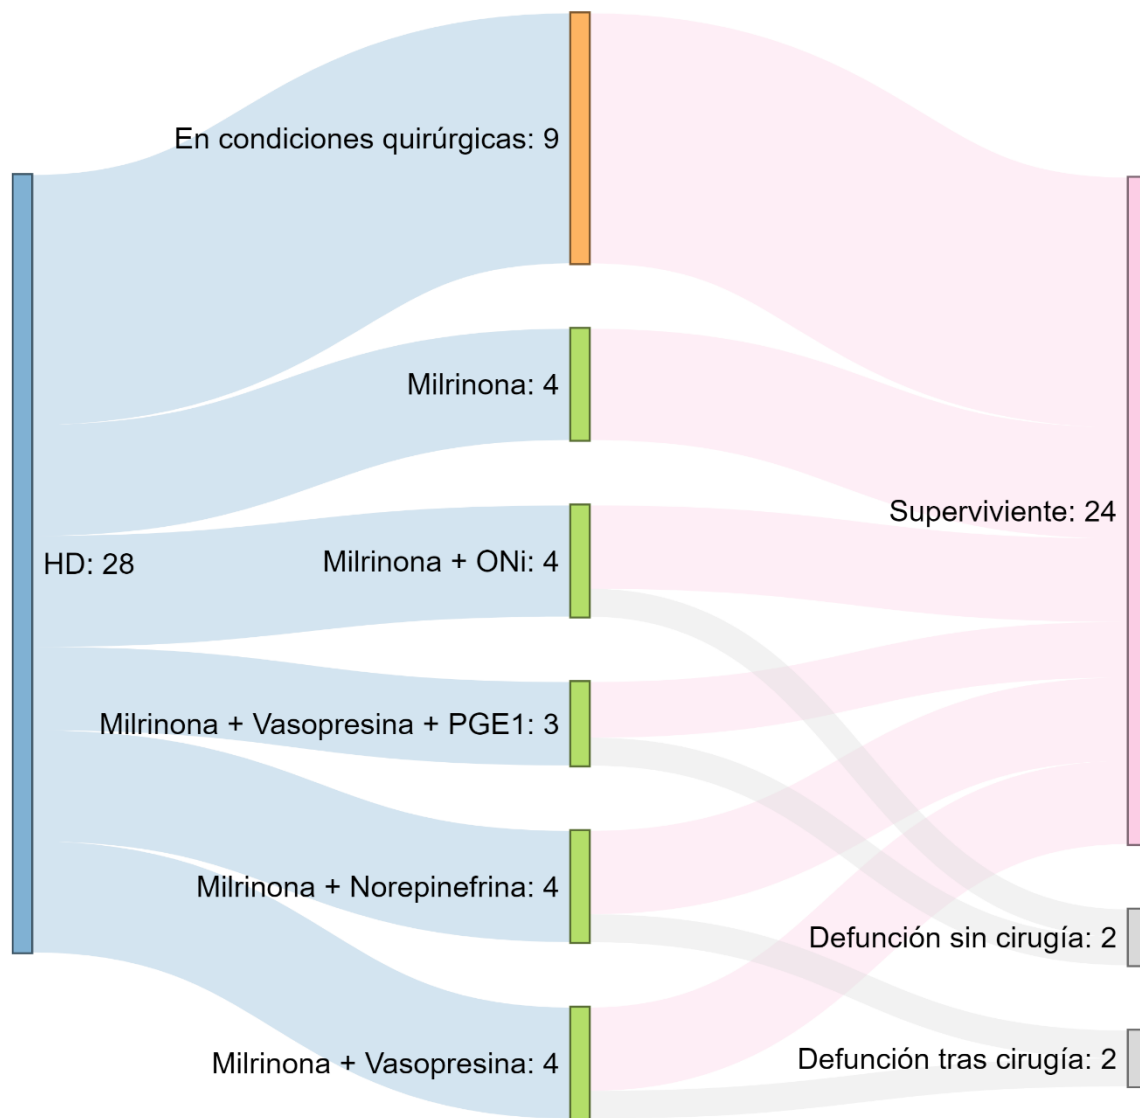 HD: 28
En condiciones quirúrgicas: 9
Milrinona: 4
Milrinona + ONi: 4
Milrinona + Vasopresina + PGE1: 3
Milrinona + Norepinefrina: 4
Milrinona + Vasopresina: 4
Superviviente: 24
Defunción sin cirugía: 2
Defunción tras cirugía: 2